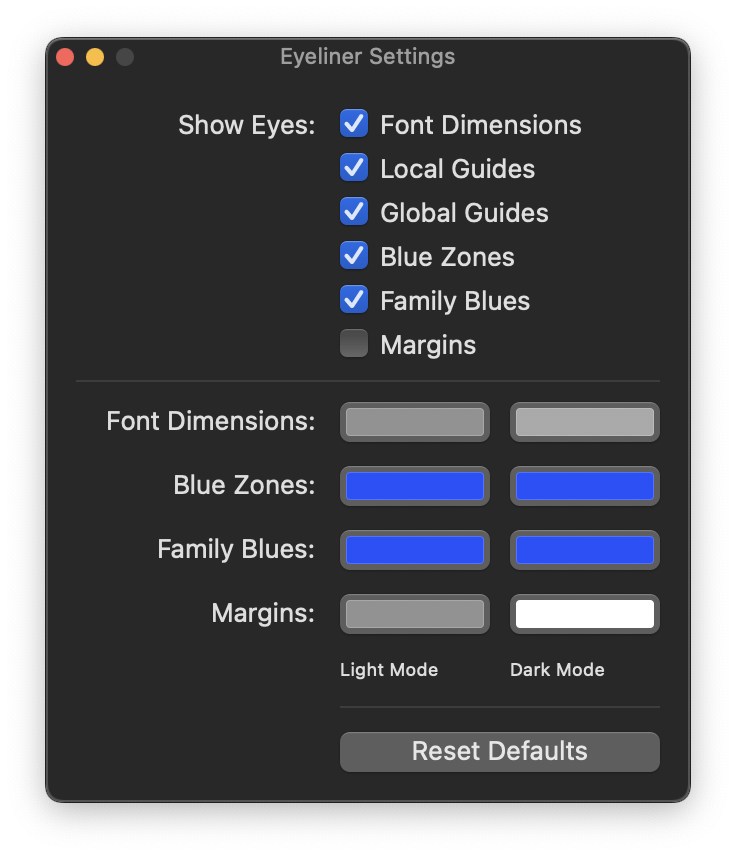 Eyeliner Settings
Show Eyes: Font Dimensions
Local Guides
Global Guides
Blue Zones
Family Blues
Margins
Font Dimensions:
Blue Zones:
Family Blues:
Margins:
Light Mode Dark Mode
Reset Defaults